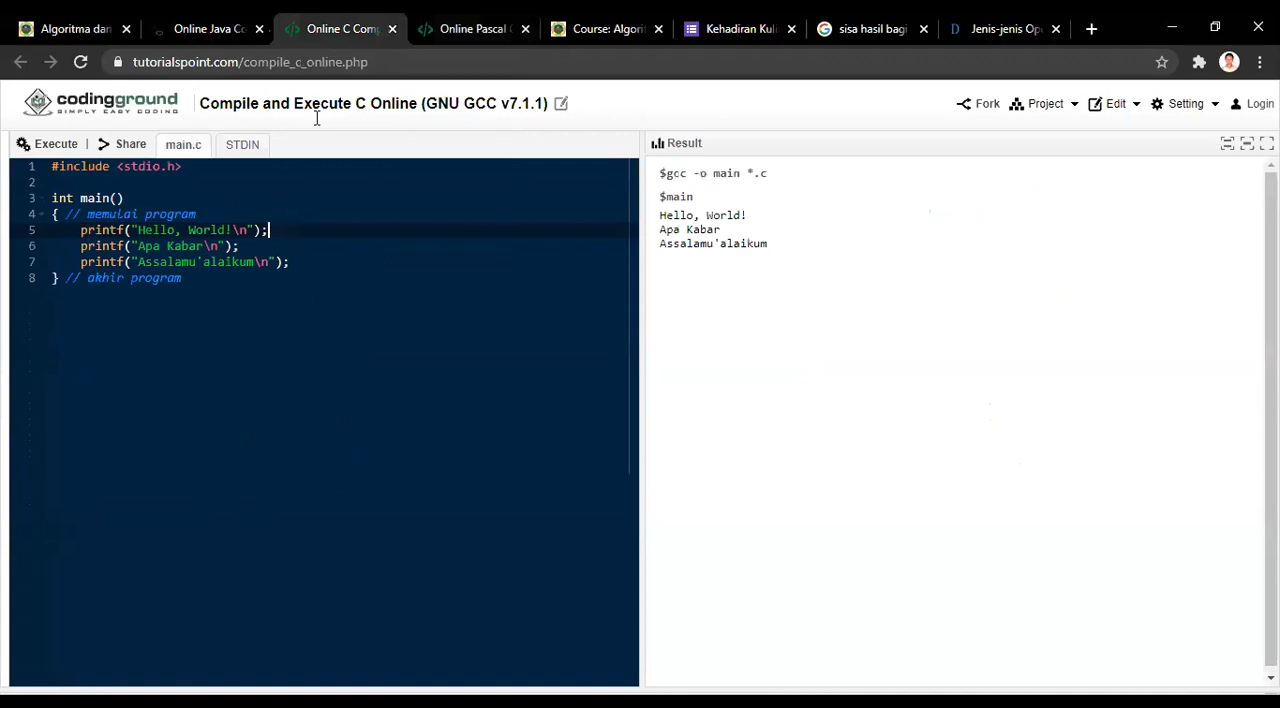 Algoritma dan
Online Java Co
Online C Comp
Online Pascal C
Course: Algori
Kehadiran Kuli
sisa hasil bagi
Jenis-jenis Ope
tutorialspoint.com/compile_c_online.php
codingground
SIMPLY EASY CODING
Compile and Execute C Online (GNU GCC v7.1.1)
Fork
Project
Edit
Setting
Login
Execute
Share
main.c
STDIN
1 #include <stdio.h>
2
3 int main()
4 { // memulai program
5 printf("Hello, World!\n");
6 printf("Apa Kabar\n");
7 printf("Assalamu'alaikum\n");
8 } // akhir program
Result
$gcc -o main *.c
$main
Hello, World!
Apa Kabar
Assalamu'alaikum